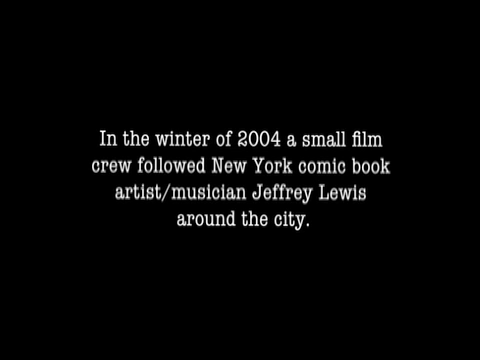 In the winter of 2004 a small film
crew followed New York comic book
artist/musician Jeffrey Lewis
around the city.